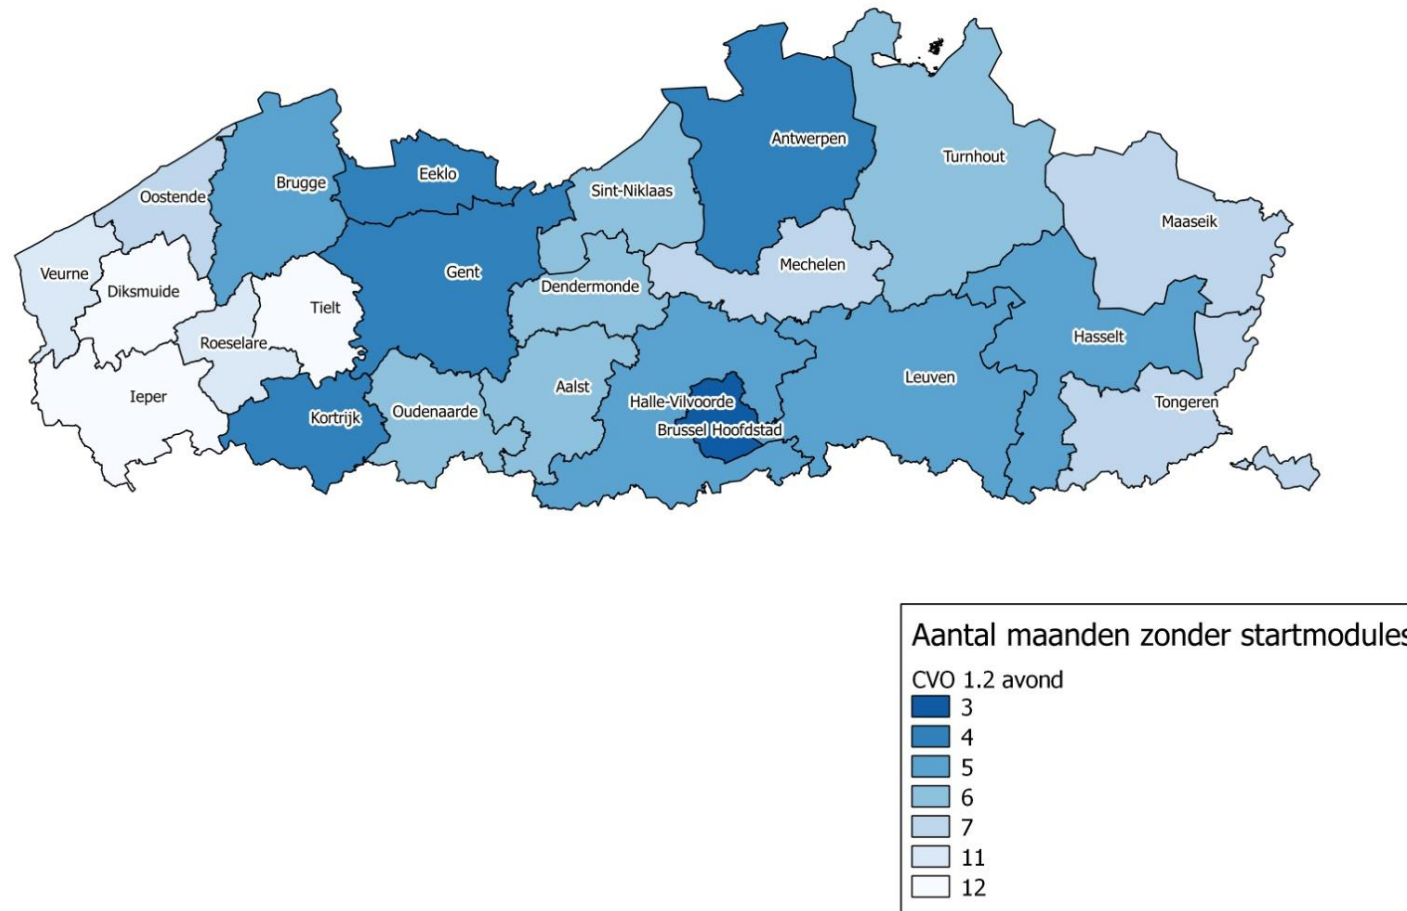 Antwerpen
Turnhout
Eeklo
Brugge
Sint-Niklaas
Oostende
Maaseik
Mechelen
Veurne
Gent
Dendermonde
Diksmuide
Tielt
Roeselare
Hasselt
Leuven
Aalst
Ieper
Halle-Vilvoorde
Tongeren
Oudenaarde
Kortrijk
Brussel Hoofdstad
Aantal maanden zonder startmodules
CVO 1.2 avond
3
4
5
6
7
11
12